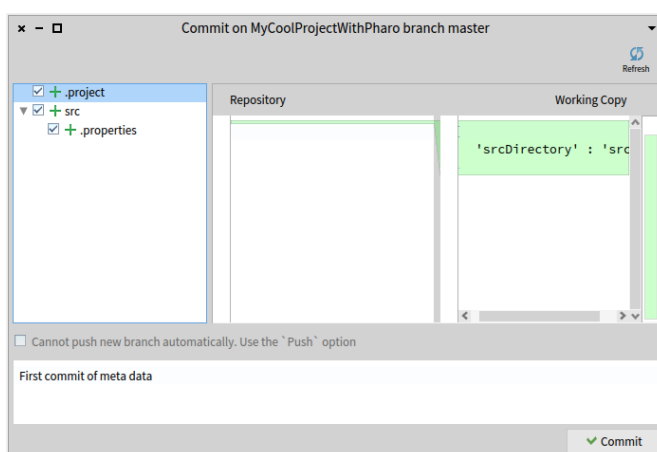 Commit on MyCoolProjectWithPharo branch master
Refresh
.project
src
.properties
Repository
Working Copy
'srcDirectory' : 'src
Cannot push new branch automatically. Use the `Push` option
First commit of meta data
Commit